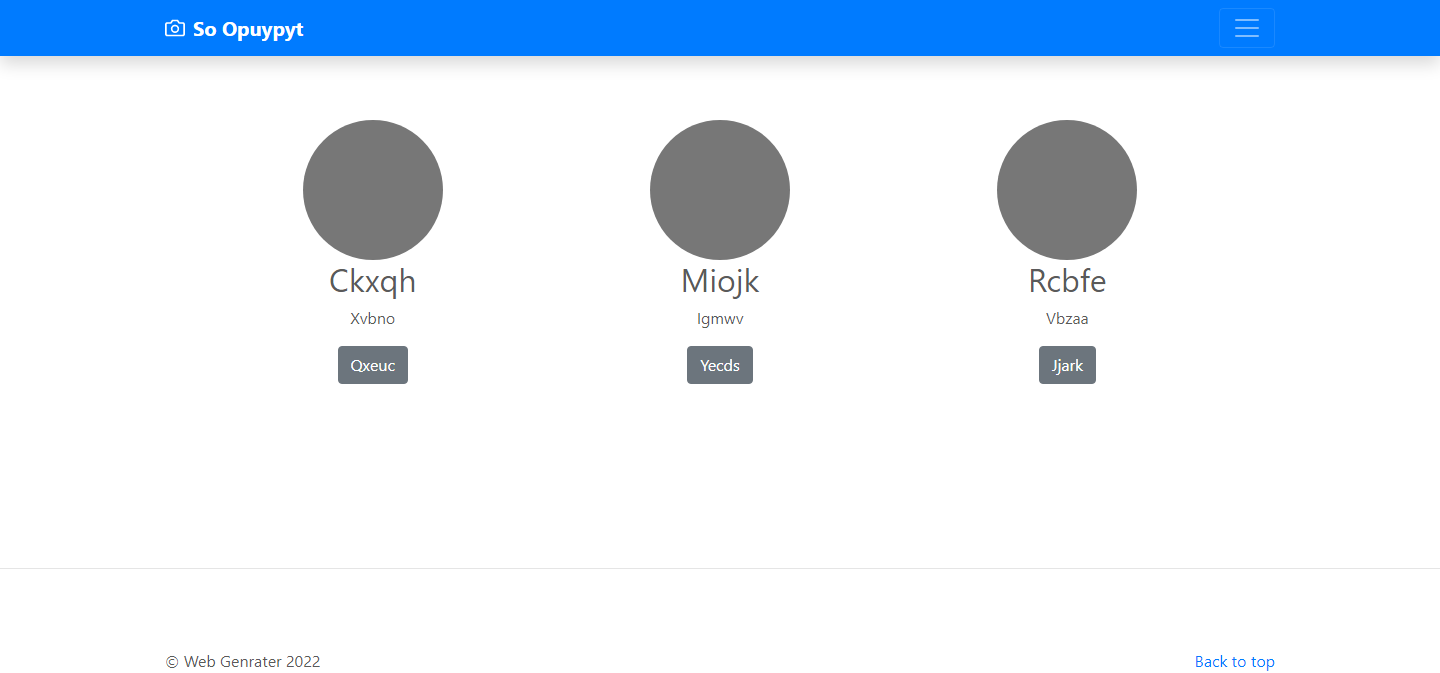 So Opuypyt
Ckxqh
Xvbno
Qxeuc
Miojk
Igmwv
Yecds
Rcbfe
Vbzaa
Jjark
© Web Genrater 2022
Back to top